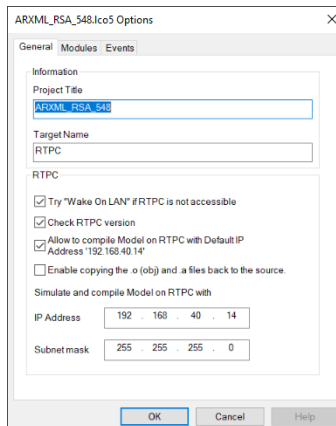 ARXML_RSA_548.Ico5 Options
General Modules Events
Information
Project Title
ARXML_RSA_548
Target Name
RTPC
RTPC
Try "Wake On LAN" if RTPC is not accessible
Check RTPC version
Allow to compile Model on RTPC with Default IP
Address '192.168.40.14'
Enable copying the .o (obj) and .a files back to the source.
Simulate and compile Model on RTPC with
IP Address 192 . 168 . 40 . 14
Subnet mask 255 . 255 . 255 . 0
OK Cancel Help